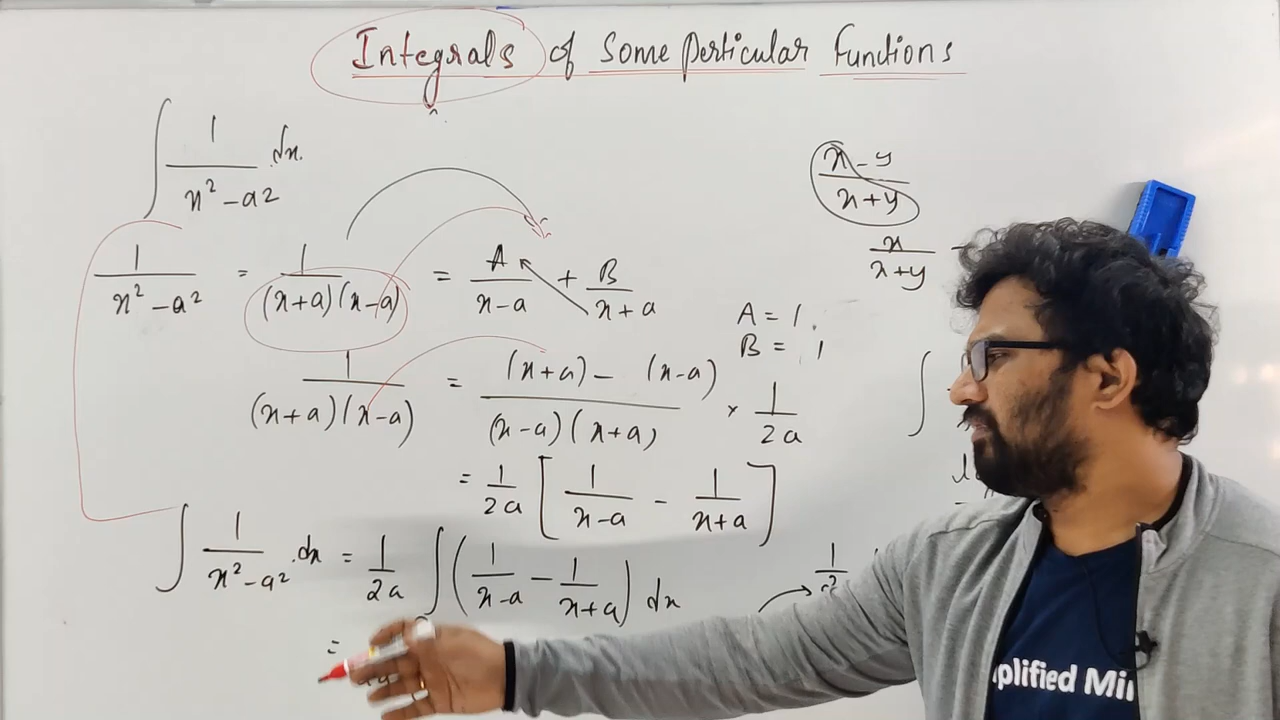 Integrals of Some Perticular Functions
∫ 1/(x² - a²) .dx.
(x - y)/(x + y)
x/(x + y)
1/(x² - a²) = 1/((x+a)(x-a)) = A/(x-a) + B/(x+a)
A = 1.
B = 1
1/((x+a)(x-a)) = ((x+a) - (x-a))/((x-a)(x+a)) × 1/2a
= 1/2a [1/(x-a) - 1/(x+a)]
∫ 1/(x² - a²) .dx = 1/2a ∫ (1/(x-a) - 1/(x+a)) dx
=
plified Mi